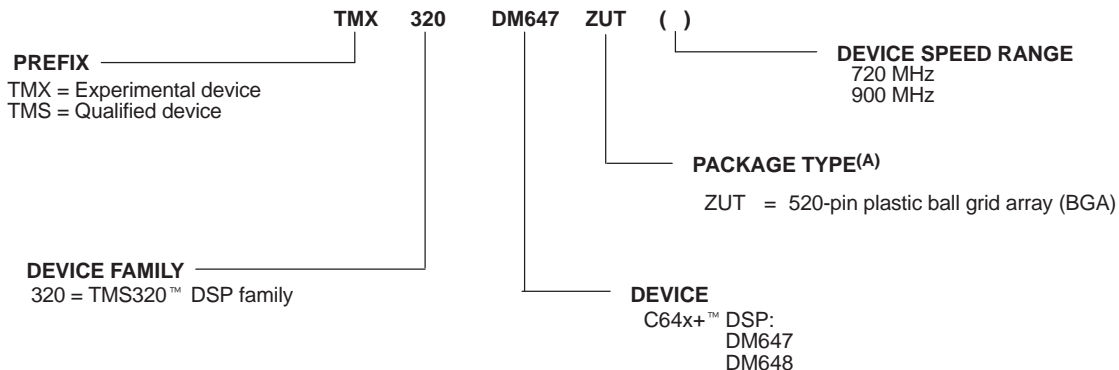 TMX 320 DM647 ZUT ( )
PREFIX
TMX = Experimental device
TMS = Qualified device
DEVICE SPEED RANGE
720 MHz
900 MHz
PACKAGE TYPE(A)
ZUT = 520-pin plastic ball grid array (BGA)
DEVICE FAMILY
320 = TMS320™ DSP family
DEVICE
C64x+™ DSP:
DM647
DM648